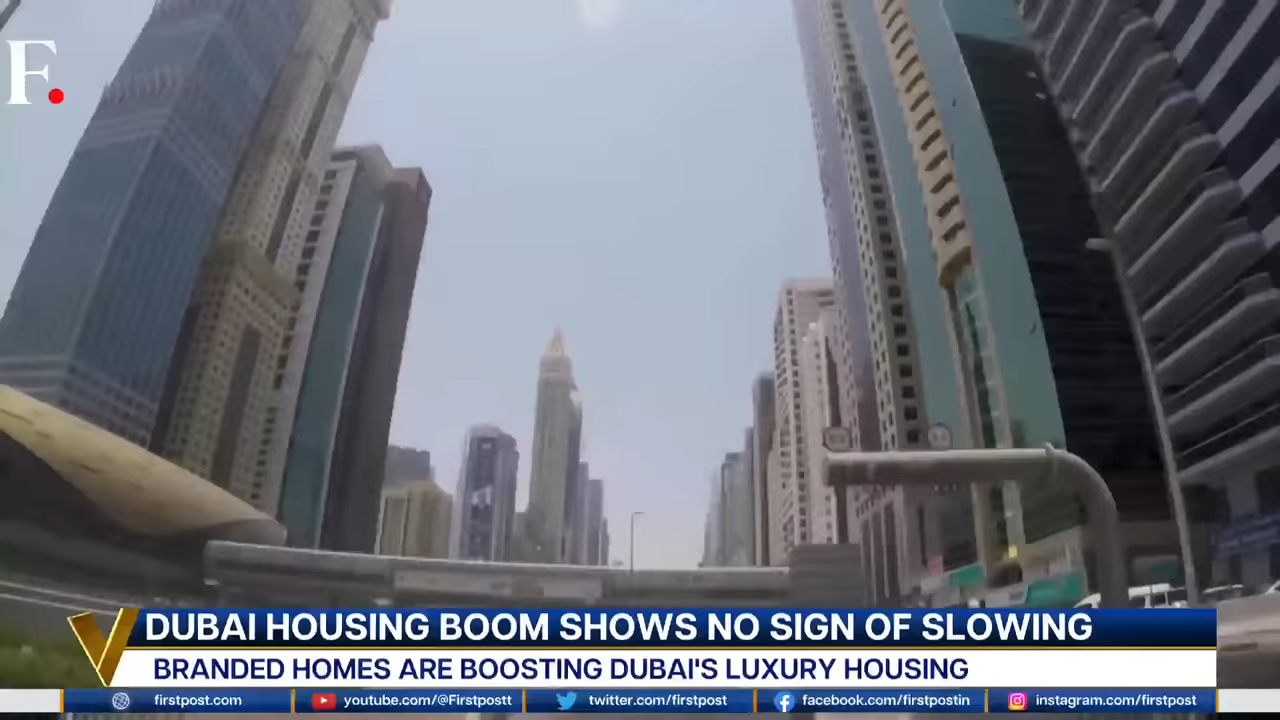 F.
DUBAI HOUSING BOOM SHOWS NO SIGN OF SLOWING
BRANDED HOMES ARE BOOSTING DUBAI'S LUXURY HOUSING
firstpost.com
youtube.com/@Firstpostt
twitter.com/firstpost
facebook.com/firstpostin
instagram.com/firstpost